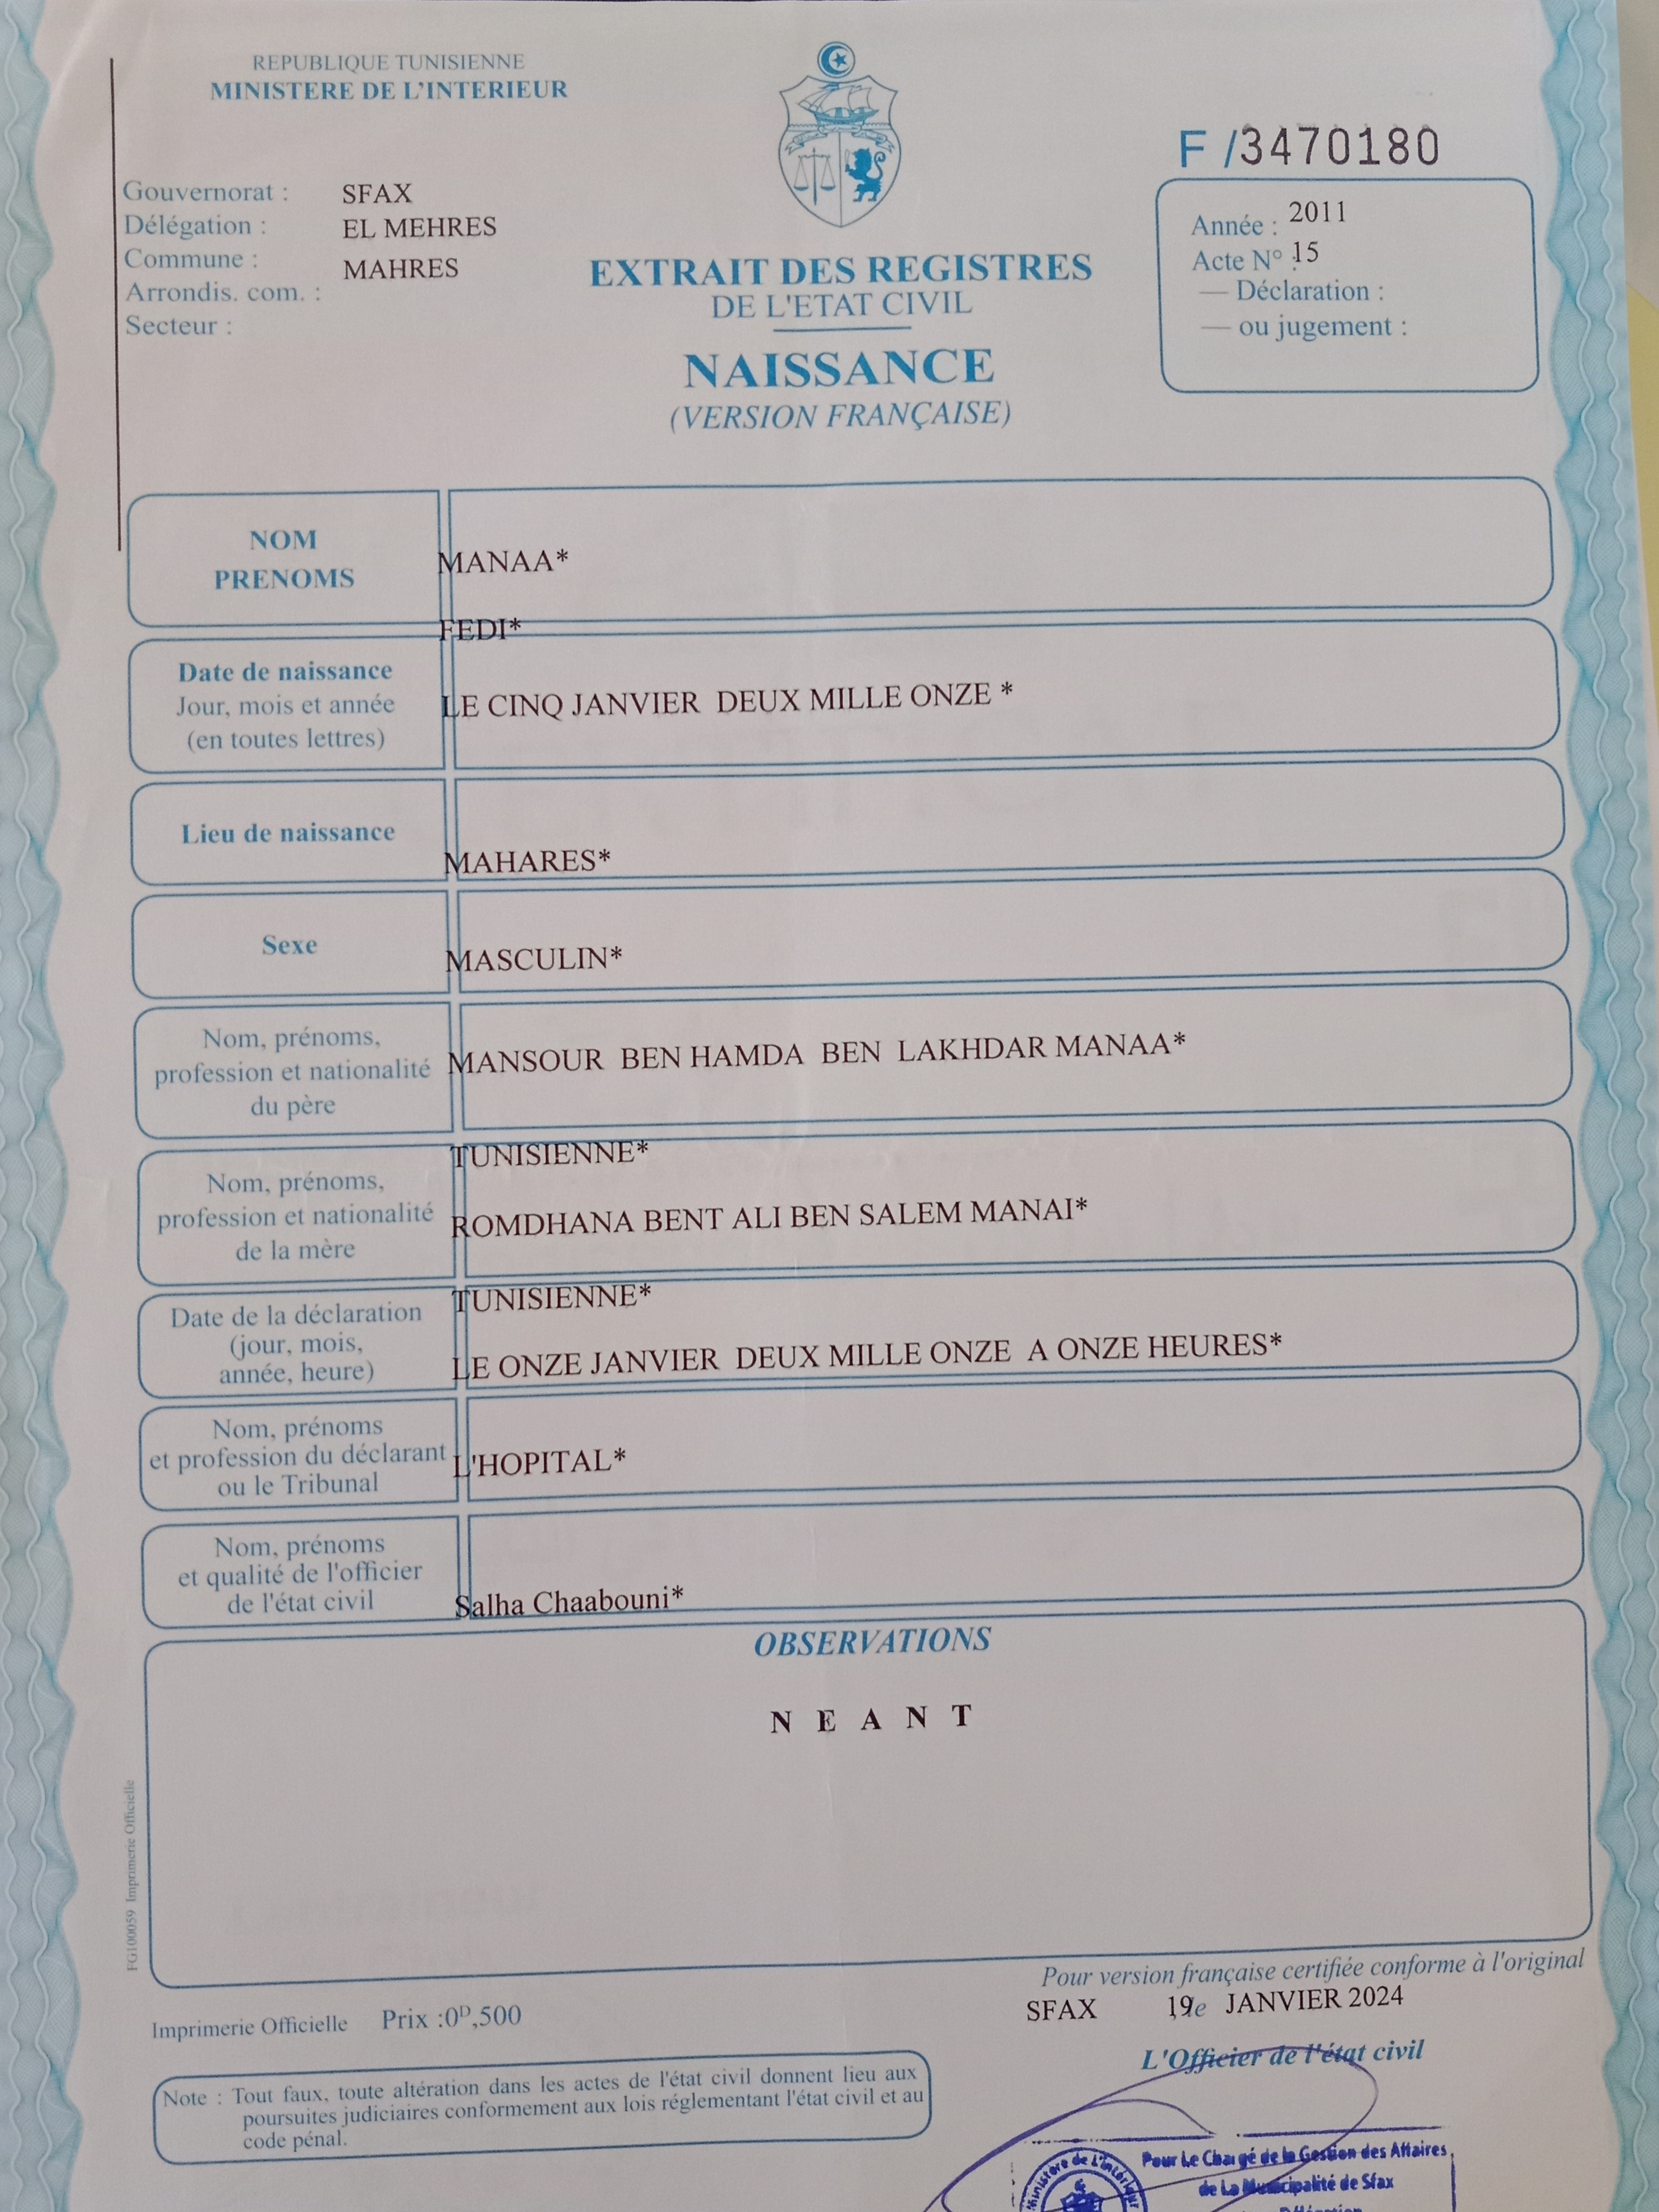 REPUBLIQUE TUNISIENNE
MINISTERE DE L'INTERIEUR
F /3470180
Gouvernorat : SFAX
Délégation : EL MEHRES
Commune : MAHRES
Arrondis. com. :
Secteur :
Année : 2011
Acte N° : 15
— Déclaration :
— ou jugement :
EXTRAIT DES REGISTRES
DE L'ETAT CIVIL
NAISSANCE
(VERSION FRANÇAISE)
NOM
PRENOMS
MANAA*
FEDI*
Date de naissance
Jour, mois et année
(en toutes lettres)
LE CINQ JANVIER DEUX MILLE ONZE *
Lieu de naissance
MAHARES*
Sexe
MASCULIN*
Nom, prénoms,
profession et nationalité
du père
MANSOUR BEN HAMDA BEN LAKHDAR MANAA*
TUNISIENNE*
Nom, prénoms,
profession et nationalité
de la mère
ROMDHANA BENT ALI BEN SALEM MANAI*
TUNISIENNE*
Date de la déclaration
(jour, mois,
année, heure)
LE ONZE JANVIER DEUX MILLE ONZE A ONZE HEURES*
Nom, prénoms
et profession du déclarant
ou le Tribunal
L'HOPITAL*
Nom, prénoms
et qualité de l'officier
de l'état civil
Salha Chaabouni*
OBSERVATIONS
N E A N T
FG100059 Imprimerie Officielle
Pour version française certifiée conforme à l'original
SFAX 19 JANVIER 2024
Imprimerie Officielle Prix :0ᴰ,500
L'Officier de l'état civil
Note : Tout faux, toute altération dans les actes de l'état civil donnent lieu aux
poursuites judiciaires conformement aux lois réglementant l'état civil et au
code pénal.
Ministère de L'intérieur
Pour Le Chargé de la Gestion des Affaires
de La Municipalité de Sfax